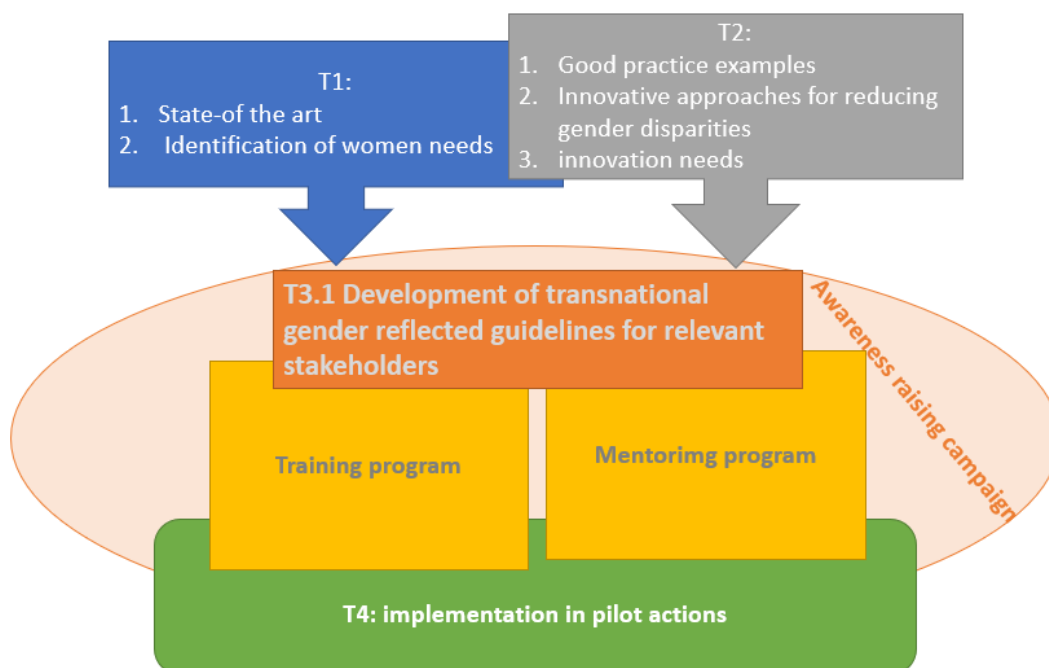 T1:
1. State-of the art
2. Identification of women needs
T2:
1. Good practice examples
2. Innovative approaches for reducing
gender disparities
3. innovation needs
T3.1 Development of transnational
gender reflected guidelines for relevant
stakeholders
Awareness raising campaign
Training program
Mentorimg program
T4: implementation in pilot actions